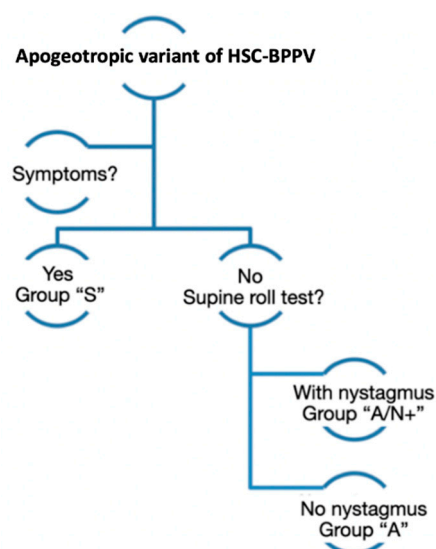 Apogeotropic variant of HSC-BPPV
Symptoms?
Yes
Group “S”
No
Supine roll test?
With nystagmus
Group “A/N+”
No nystagmus
Group “A”